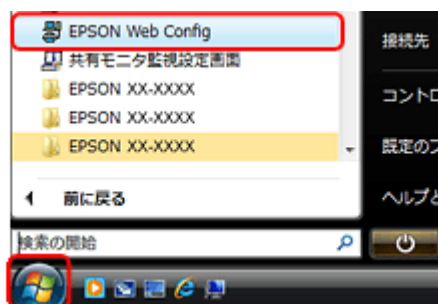 EPSON Web Config
接続先
共有モニタ監視設定画面
EPSON XX-XXXX
コントロ
EPSON XX-XXXX
EPSON XX-XXXX
既定のプ
前に戻る
ヘルプと
検索の開始